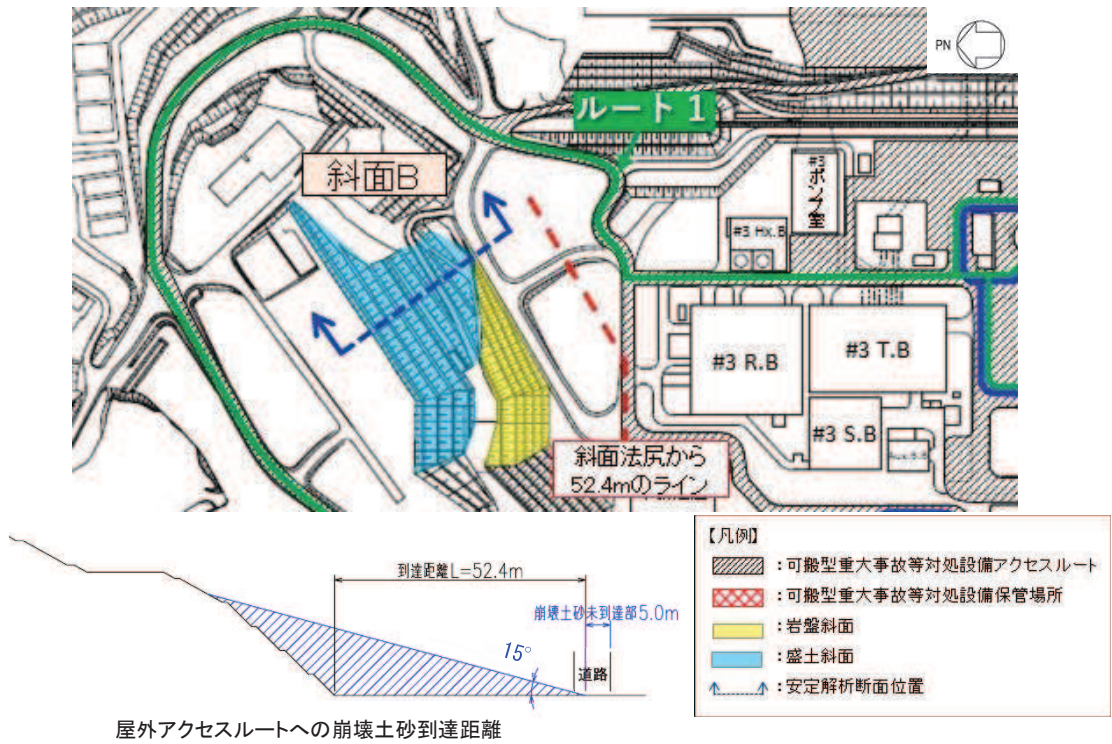 PN
ルート1
斜面B
#3 ポンプ室
#3 Hx.B
#3 R.B
#3 T.B
#3 S.B
斜面法尻から
52.4mのライン
【凡例】
：可搬型重大事故等対処設備アクセスルート
：可搬型重大事故等対処設備保管場所
：岩盤斜面
：盛土斜面
：安定解析断面位置
到達距離L=52.4m
崩壊土砂未到達部5.0m
15°
道路
屋外アクセスルートへの崩壊土砂到達距離